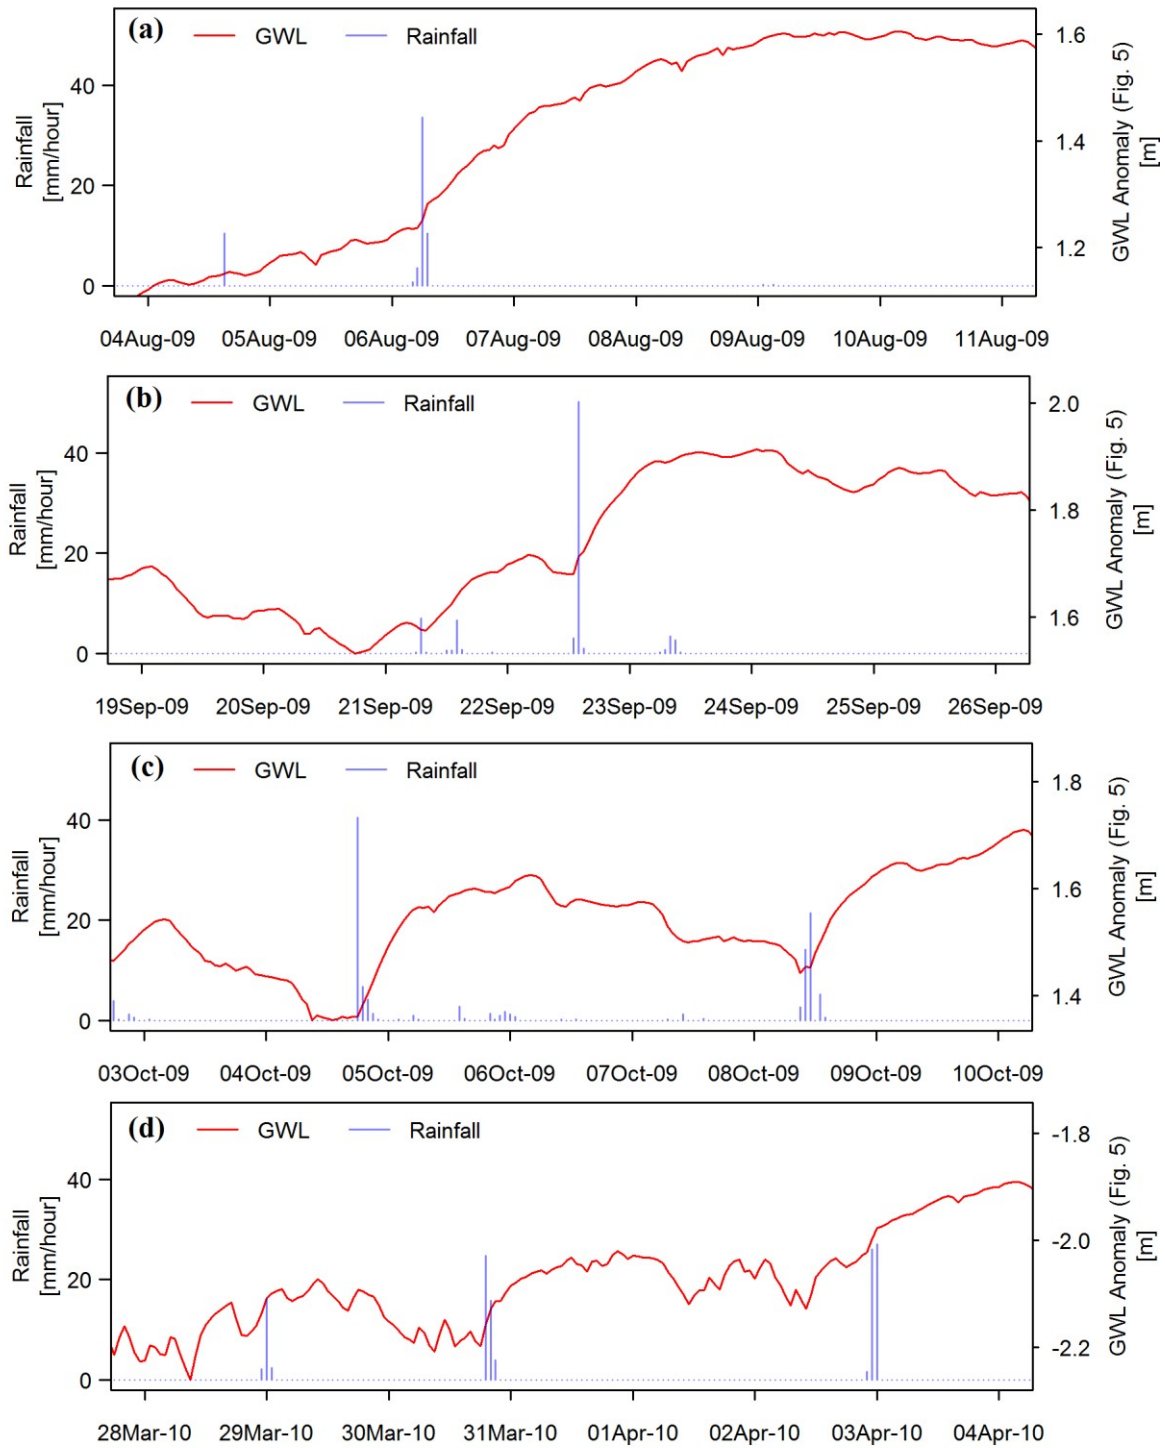 (a) GWL Rainfall
Rainfall
[mm/hour]
40
20
0
1.6
1.4
1.2
GWL Anomaly (Fig. 5)
[m]
04Aug-09 05Aug-09 06Aug-09 07Aug-09 08Aug-09 09Aug-09 10Aug-09 11Aug-09
(b) GWL Rainfall
Rainfall
[mm/hour]
40
20
0
2.0
1.8
1.6
GWL Anomaly (Fig. 5)
[m]
19Sep-09 20Sep-09 21Sep-09 22Sep-09 23Sep-09 24Sep-09 25Sep-09 26Sep-09
(c) GWL Rainfall
Rainfall
[mm/hour]
40
20
0
1.8
1.6
1.4
GWL Anomaly (Fig. 5)
[m]
03Oct-09 04Oct-09 05Oct-09 06Oct-09 07Oct-09 08Oct-09 09Oct-09 10Oct-09
(d) GWL Rainfall
Rainfall
[mm/hour]
40
20
0
-1.8
-2.0
-2.2
GWL Anomaly (Fig. 5)
[m]
28Mar-10 29Mar-10 30Mar-10 31Mar-10 01Apr-10 02Apr-10 03Apr-10 04Apr-10